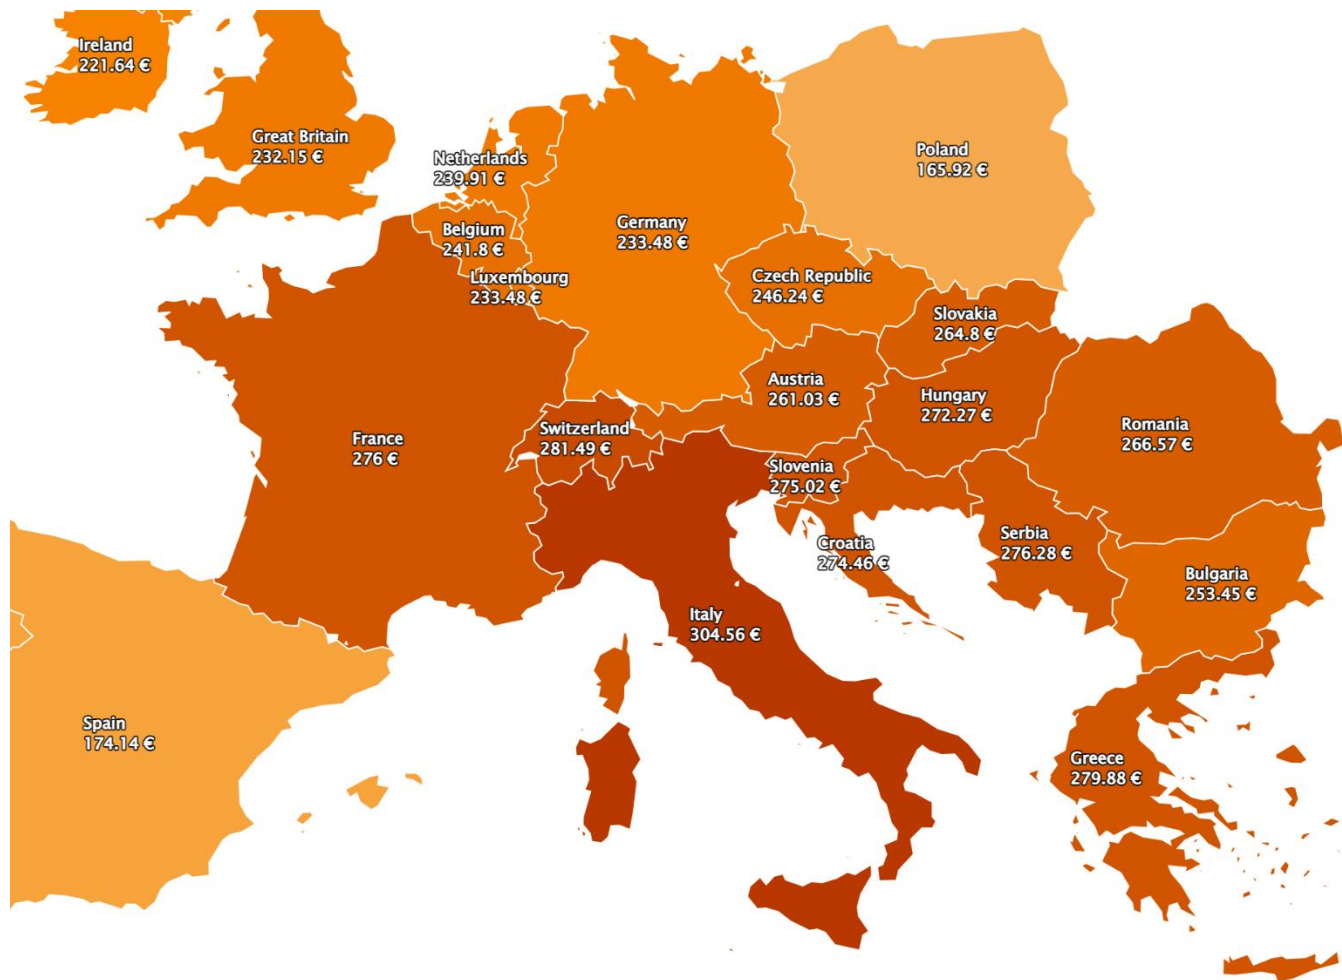 Ireland
221.64 €
Great Britain
232.15 €
Netherlands
239.91 €
Poland
165.92 €
Belgium
241.8 €
Germany
233.48 €
Luxembourg
233.48 €
Czech Republic
246.24 €
Slovakia
264.8 €
Austria
261.03 €
Hungary
272.27 €
France
276 €
Switzerland
281.49 €
Romania
266.57 €
Slovenia
275.02 €
Croatia
274.46 €
Serbia
276.28 €
Bulgaria
253.45 €
Italy
304.56 €
Spain
174.14 €
Greece
279.88 €